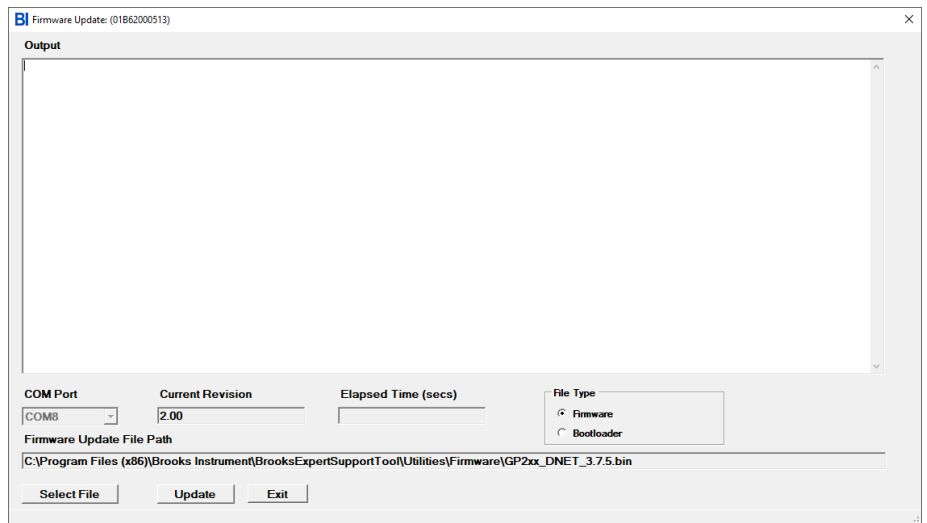 BI Firmware Update: (01B62000513)
Output
COM Port Current Revision Elapsed Time (secs) File Type
COM8 2.00 Firmware
Bootloader
Firmware Update File Path
C:\Program Files (x86)\Brooks Instrument\BrooksExpertSupportTool\Utilities\Firmware\GP2xx_DNET_3.7.5.bin
Select File Update Exit